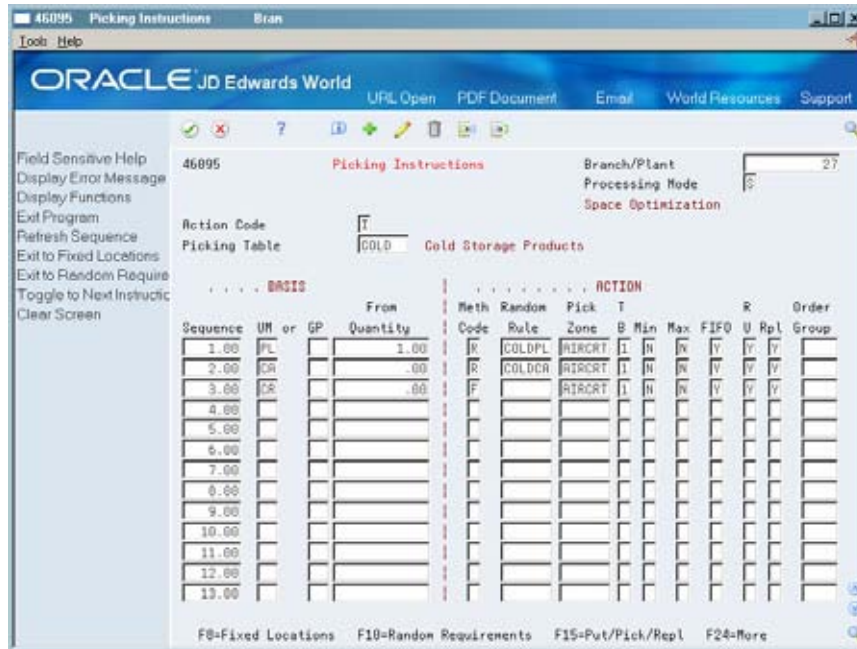 46095 Picking Instructions Bran
Tools Help
ORACLE JD Edwards World
URL Open PDF Document Email World Resources Support
Field Sensitive Help
Display Error Message
Display Functions
Exit Program
Refresh Sequence
Exit to Fixed Locations
Exit to Random Require
Toggle to Next Instructic
Clear Screen
46095 Picking Instructions Branch/Plant 27
Processing Mode S
Space Optimization
Action Code I
Picking Table COLD Cold Storage Products
. . . . BASIS . . . . . . . . ACTION
From Meth Random Pick T R Order
Sequence UM or GP Quantity Code Rule Zone B Min Max FIFO U Rpl Group
1.00 PL 1.00 R COLDPL AIRCRT 1 N N Y Y Y
2.00 CA .00 R COLDCA AIRCRT 1 N N Y Y Y
3.00 CA .00 F AIRCRT 1 N N Y Y Y
4.00
5.00
6.00
7.00
8.00
9.00
10.00
11.00
12.00
13.00
F8=Fixed Locations F10=Random Requirements F15=Put/Pick/Repl F24=More